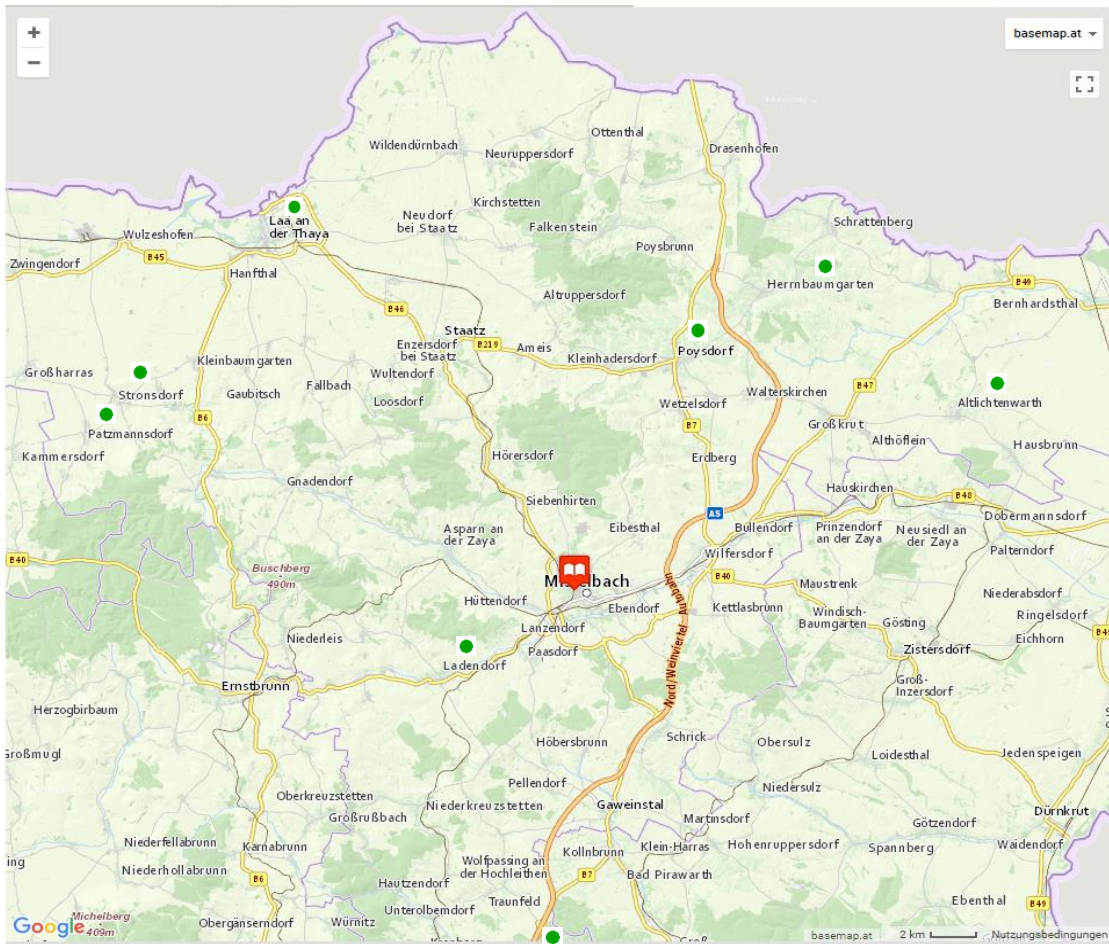 +
basemap.at
−
Ottenthal
Wildendürnbach
Neuruppersdorf
Drasenhofen
Kirchstetten
Laa an
der Thaya
Neudorf
bei Staatz
Falkenstein
Schrattenberg
Wulzeshofen
Poysbrunn
B45
Zwingendorf
Hanfthal
Herrnbaumgarten
B49
Altruppersdorf
Bernhardsthal
B46
Staatz
Enzersdorf
bei Staatz
B219
Ameis
Kleinhadersdorf
Poysdorf
Kleinbaumgarten
Großharras
Wultendorf
Fallbach
Gaubitsch
Stronsdorf
Loosdorf
B47
Walterskirchen
Wetzelsdorf
Altlichtenwarth
B6
B7
Großkrut
Patzmannsdorf
Althöflein
Hausbrunn
Kammersdorf
Hörersdorf
Erdberg
Gnadendorf
Hauskirchen
B48
Siebenhirten
A5
Dobermannsdorf
Asparn an
der Zaya
Eibesthal
Bullendorf
Prinzendorf
an der Zaya
Neusiedl an
der Zaya
Palterndorf
B40
Wilfersdorf
Buschberg
490m
B40
Maustrenk
Niederabsdorf
Hüttendorf
Ebendorf
Kettlasbrunn
Windisch-
Baumgarten
Gösting
Ringelsdorf
Eichhorn
Lanzendorf
Niederleis
Paasdorf
Zistersdorf
Ladendorf
Nord/Weinviertel Autobahn
Ernstbrunn
Groß-
Inzersdorf
Herzogbirbaum
Schrick
Höbersbrunn
Obersulz
Großmugl
Loidesthal
Jedenspeigen
Pellendorf
Niedersulz
Oberkreuzstetten
Niederkreuzstetten
Gaweinstal
Großrußbach
Martinsdorf
Dürnkrut
Götzendorf
Niederfellabrunn
Karnabrunn
Klein-Harras
Hohenruppersdorf
Spannberg
Waidendorf
Kollnbrunn
Wolfpassing an
der Hochleithen
Niederhollabrunn
B6
B7
Bad Pirawarth
Hautzendorf
Traunfeld
Ebenthal
B49
Unterolberndorf
Michelberg
409m
Google
Obergänserndorf
Würnitz
Groß
basemap.at
2 km
Nutzungsbedingungen